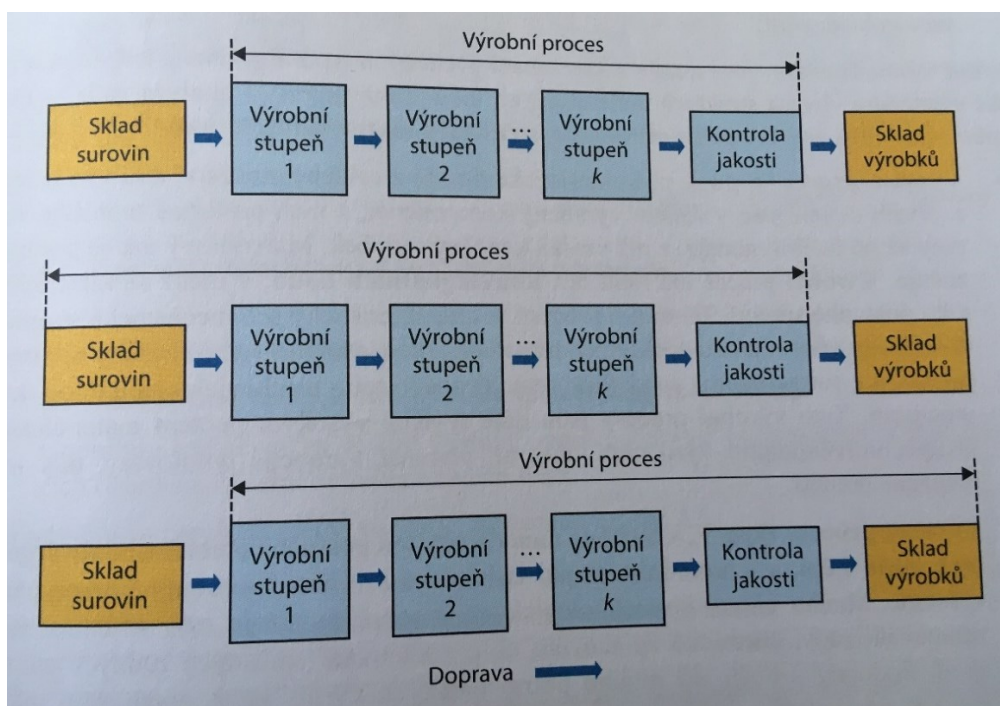 Výrobní proces
Sklad
surovin
Výrobní
stupeň
1
Výrobní
stupeň
2
...
Výrobní
stupeň
k
Kontrola
jakosti
Sklad
výrobků
Výrobní proces
Sklad
surovin
Výrobní
stupeň
1
Výrobní
stupeň
2
...
Výrobní
stupeň
k
Kontrola
jakosti
Sklad
výrobků
Výrobní proces
Sklad
surovin
Výrobní
stupeň
1
Výrobní
stupeň
2
...
Výrobní
stupeň
k
Kontrola
jakosti
Sklad
výrobků
Doprava